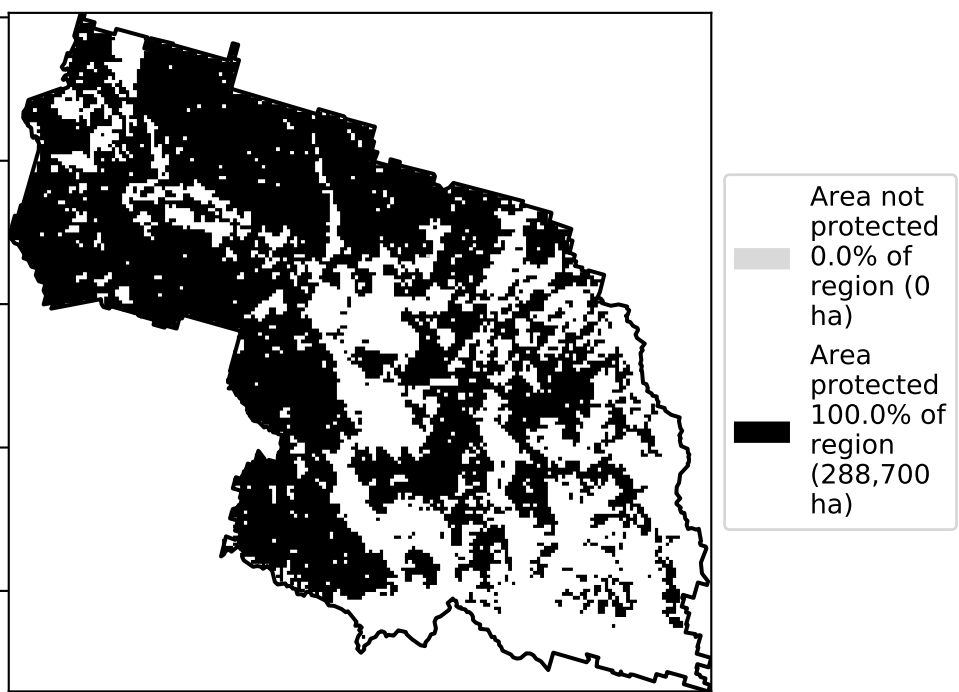 Area not
protected
0.0% of
region (0
ha)
Area
protected
100.0% of
region
(288,700
ha)